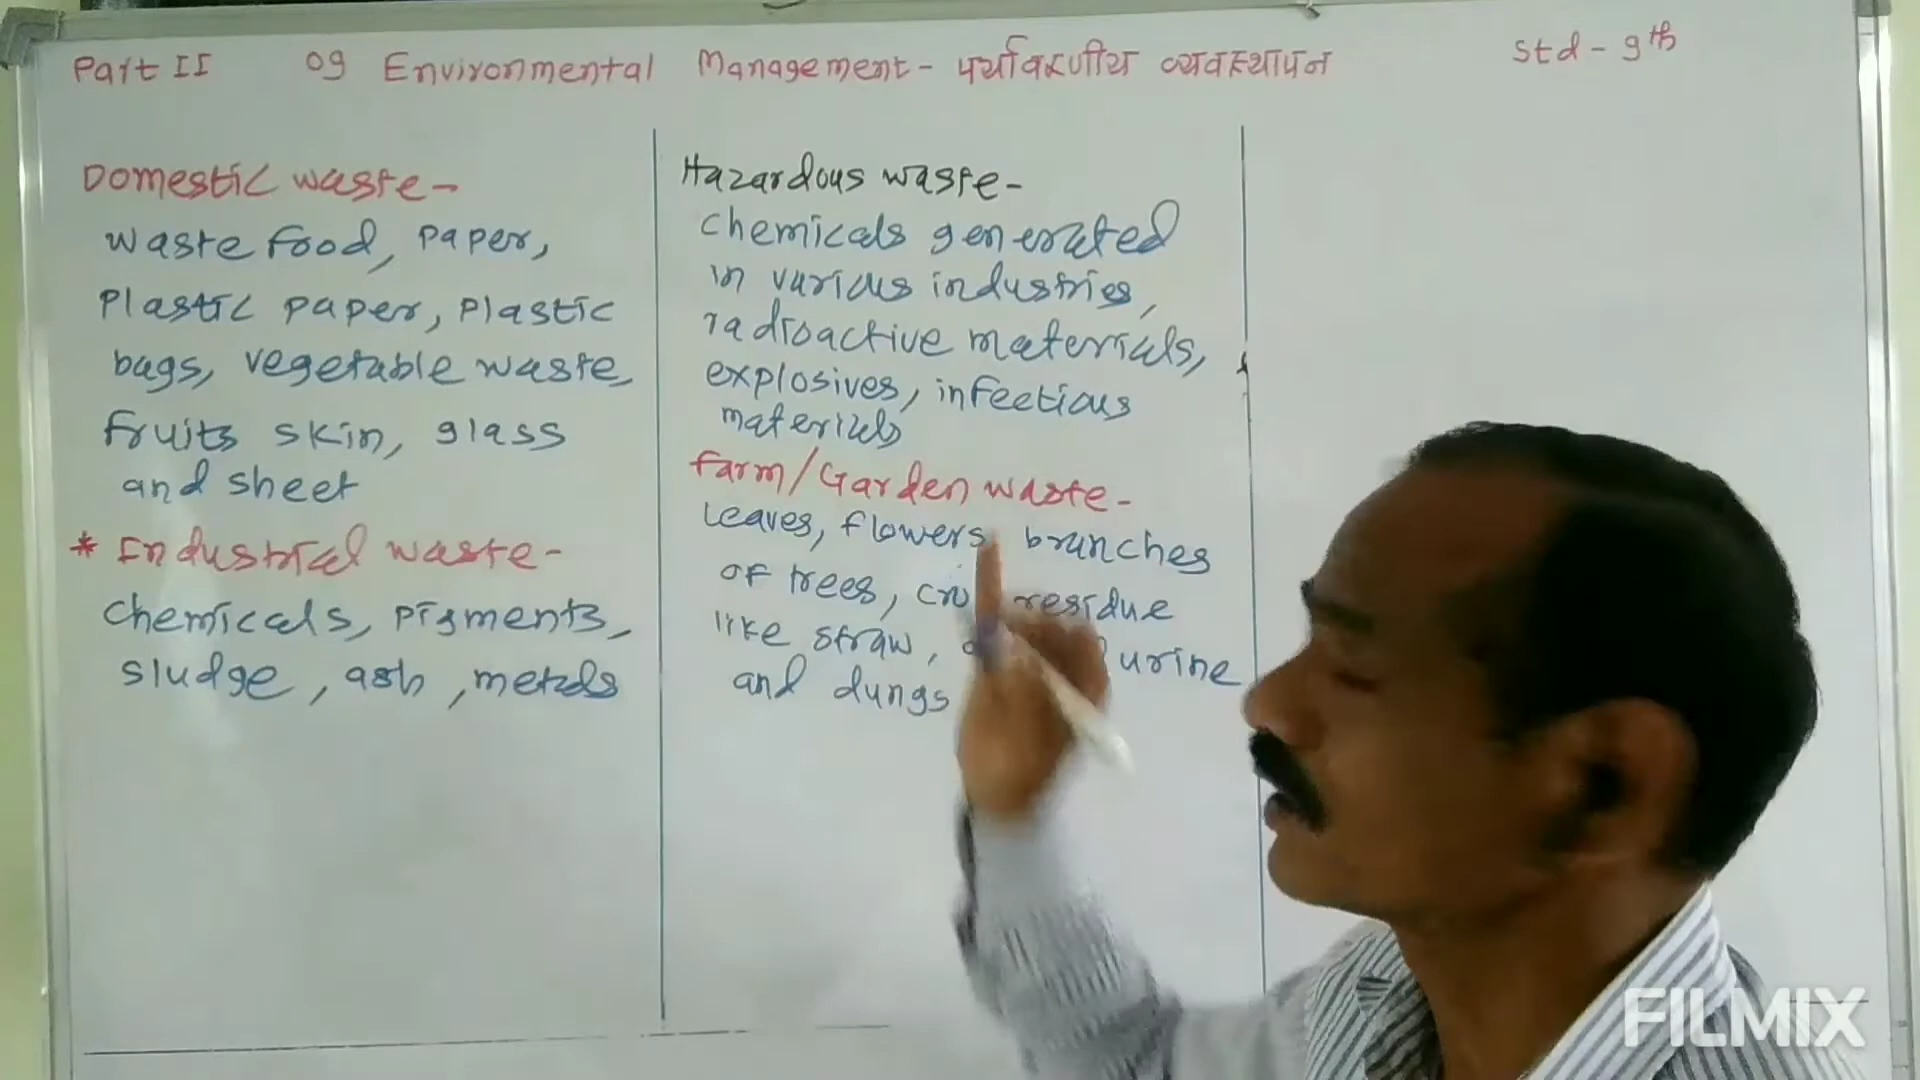 Part II 09 Environmental Management - पर्यावरणीय व्यवस्थापन Std - 9th
Domestic waste -
waste food, paper,
plastic paper, plastic
bags, vegetable waste,
fruits skin, glass
and sheet
* Industrial waste -
chemicals, pigments,
sludge, ash, metals
Hazardous waste -
chemicals generated
in various industries,
radioactive materials,
explosives, infectious
materials
Farm/Garden waste -
leaves, flowers, branches
of trees, residue
like straw, urine
and dungs
FILMIX